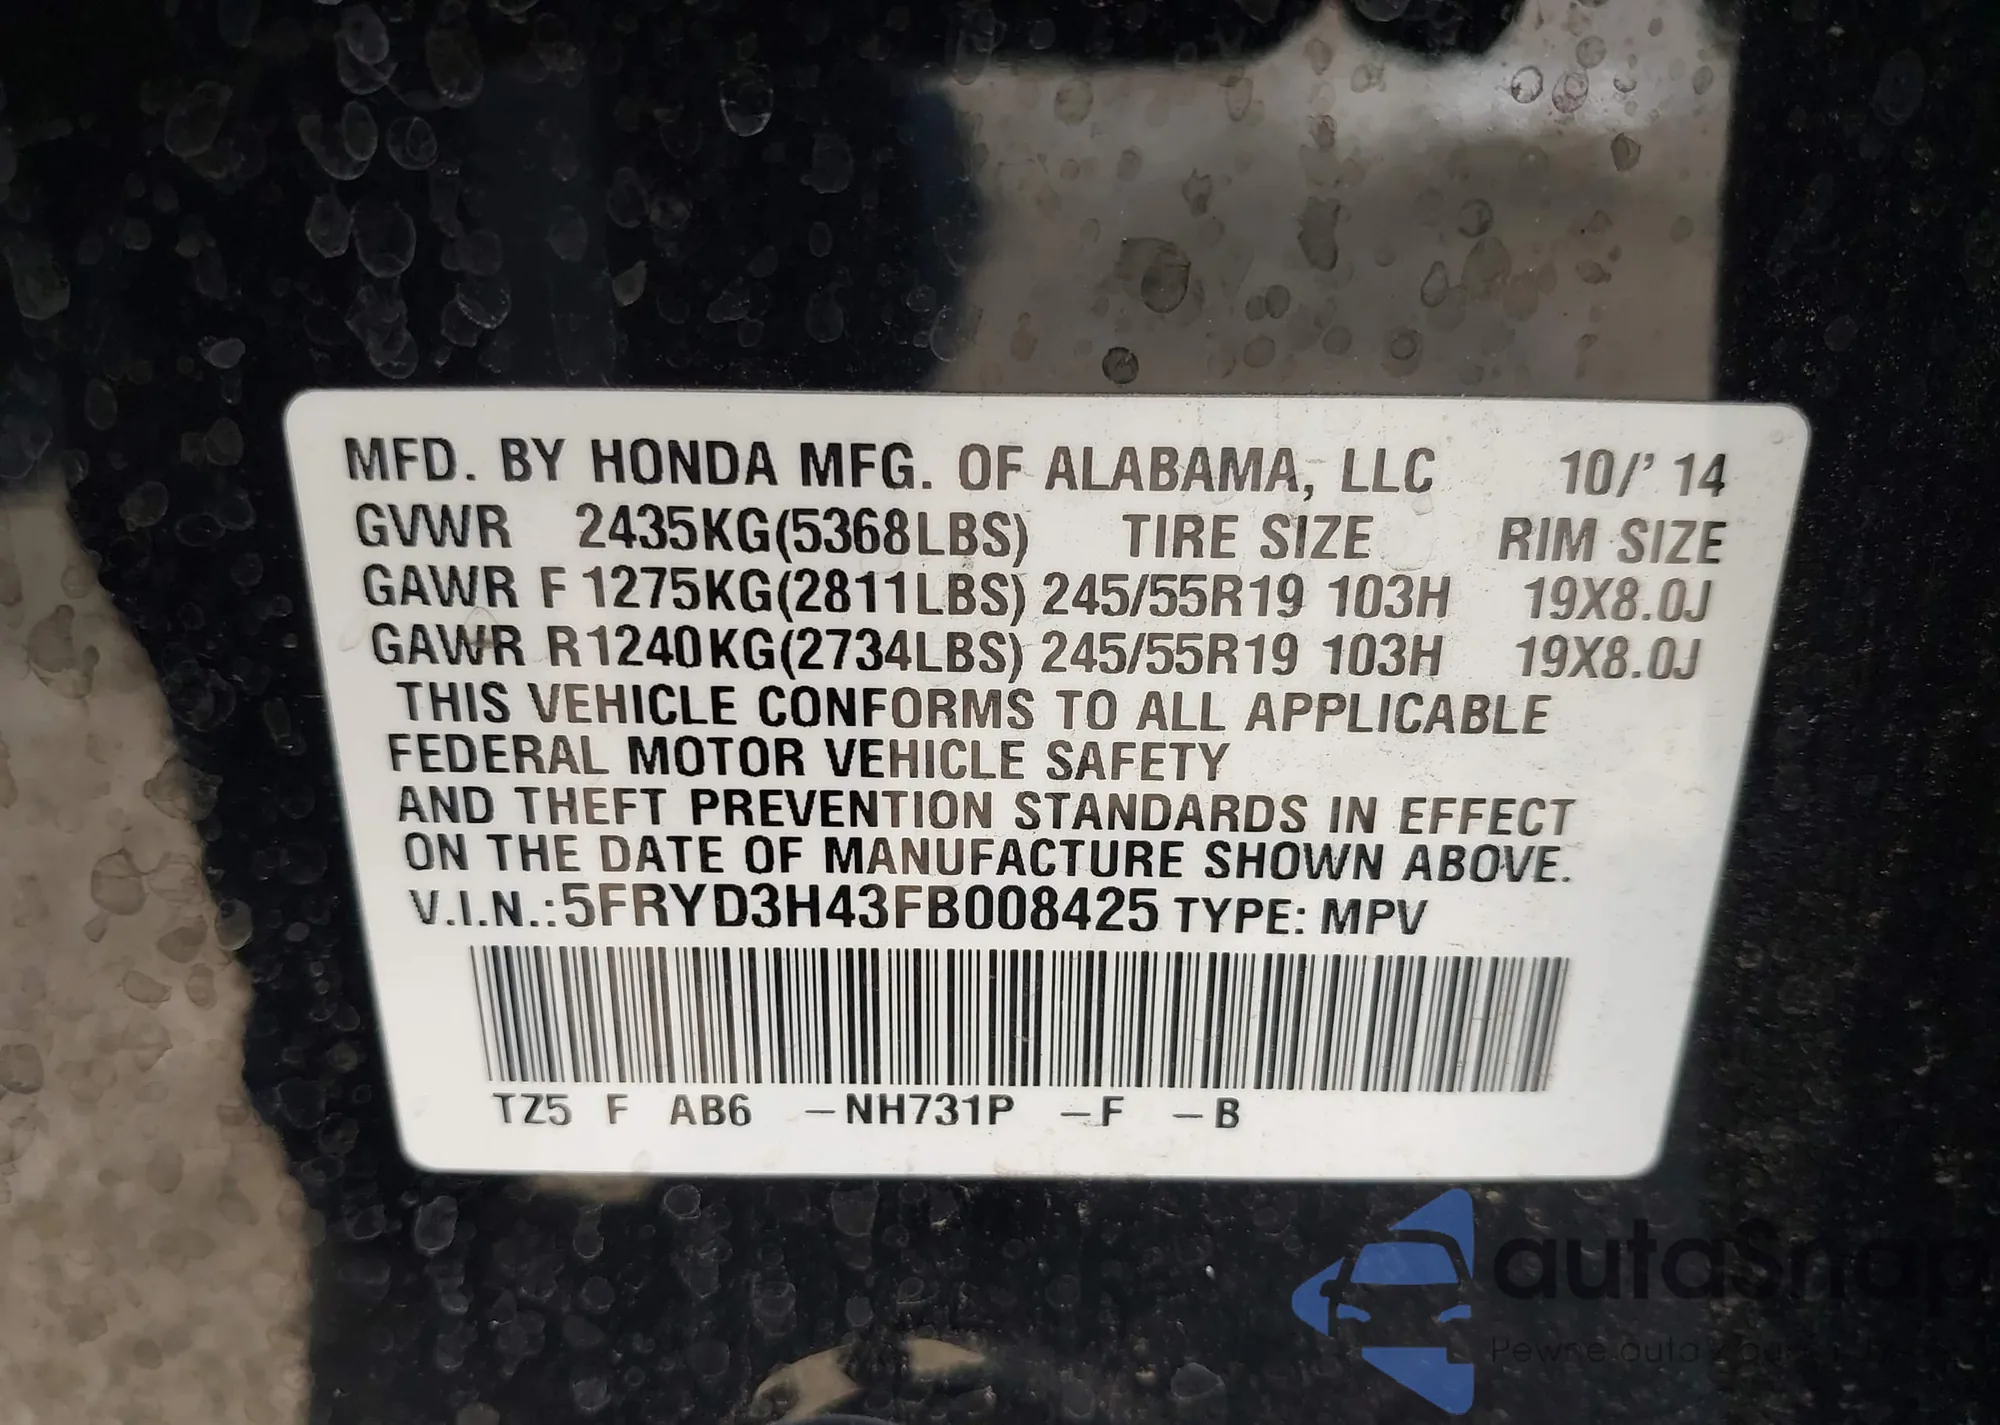 MFD. BY HONDA MFG. OF ALABAMA, LLC 10/'14
GVWR 2435KG(5368LBS) TIRE SIZE RIM SIZE
GAWR F 1275KG(2811LBS) 245/55R19 103H 19X8.0J
GAWR R1240KG(2734LBS) 245/55R19 103H 19X8.0J
THIS VEHICLE CONFORMS TO ALL APPLICABLE
FEDERAL MOTOR VEHICLE SAFETY
AND THEFT PREVENTION STANDARDS IN EFFECT
ON THE DATE OF MANUFACTURE SHOWN ABOVE.
V.I.N.:5FRYD3H43FB008425 TYPE: MPV
TZ5 F AB6 –NH731P –F –B
autaSnap
Pewne auta z